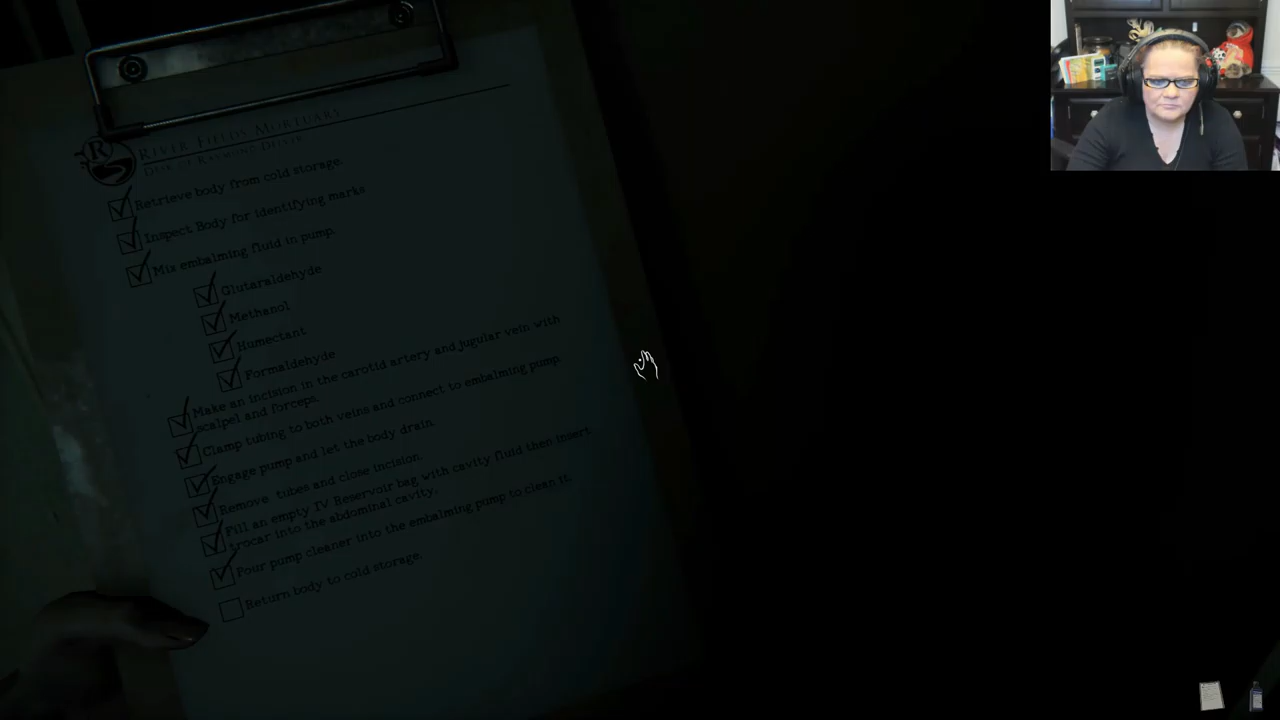 RIVER FIELDS MORTUARY
DESK OF RAYMOND DELVER
Retrieve body from cold storage.
Inspect Body for identifying marks
Mix embalming fluid in pump.
Glutaraldehyde
Methanol
Humectant
Formaldehyde
Make an incision in the carotid artery and jugular vein with
scalpel and forceps.
Clamp tubing to both veins and connect to embalming pump.
Engage pump and let the body drain.
Remove tubes and close incision.
Fill an empty IV Reservoir bag with cavity fluid then insert
trocar into the abdominal cavity.
Pour pump cleaner into the embalming pump to clean it.
Return body to cold storage.